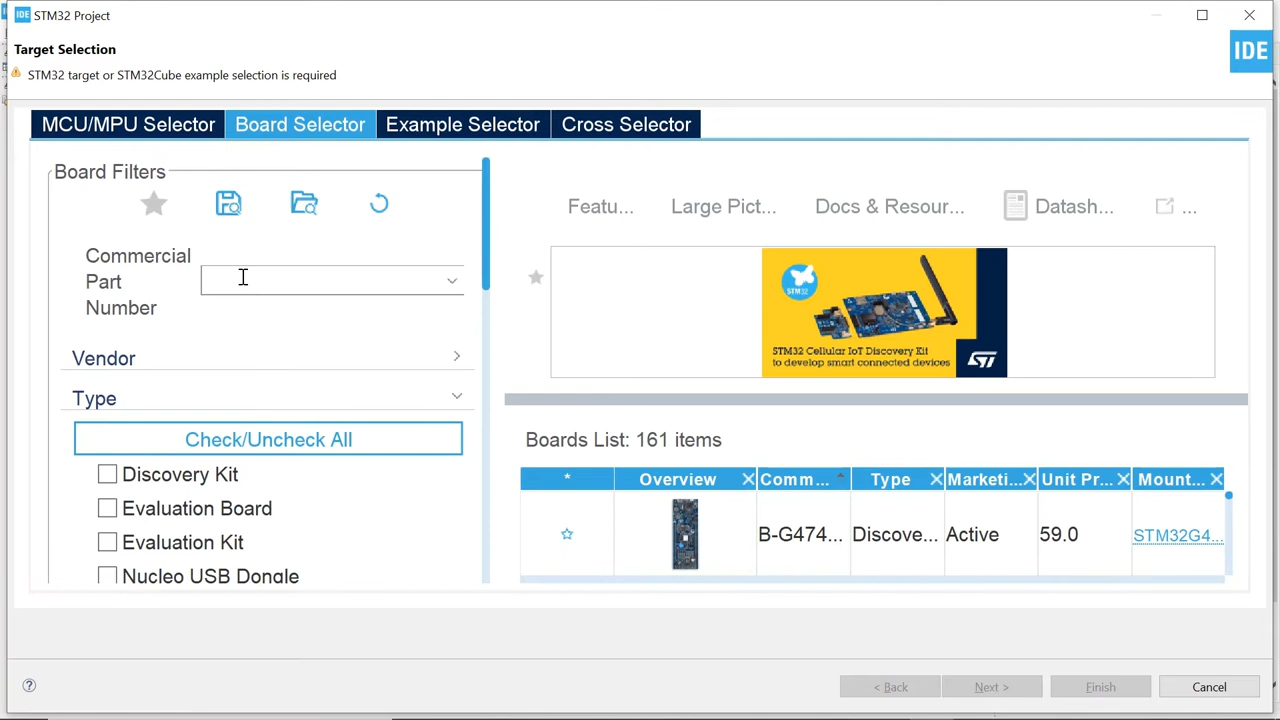 IDE STM32 Project
Target Selection
STM32 target or STM32Cube example selection is required
IDE
MCU/MPU Selector Board Selector Example Selector Cross Selector
Board Filters
Featu... Large Pict... Docs & Resour... Datash... ...
Commercial
Part
Number
STM32
STM32 Cellular IoT Discovery Kit
to develop smart connected devices
ST
Vendor
Type
Check/Uncheck All
Discovery Kit
Evaluation Board
Evaluation Kit
Nucleo USB Dongle
Boards List: 161 items
* Overview Comm... Type Marketi... Unit Pr... Mount...
B-G474... Discove... Active 59.0 STM32G4...
< Back Next > Finish Cancel